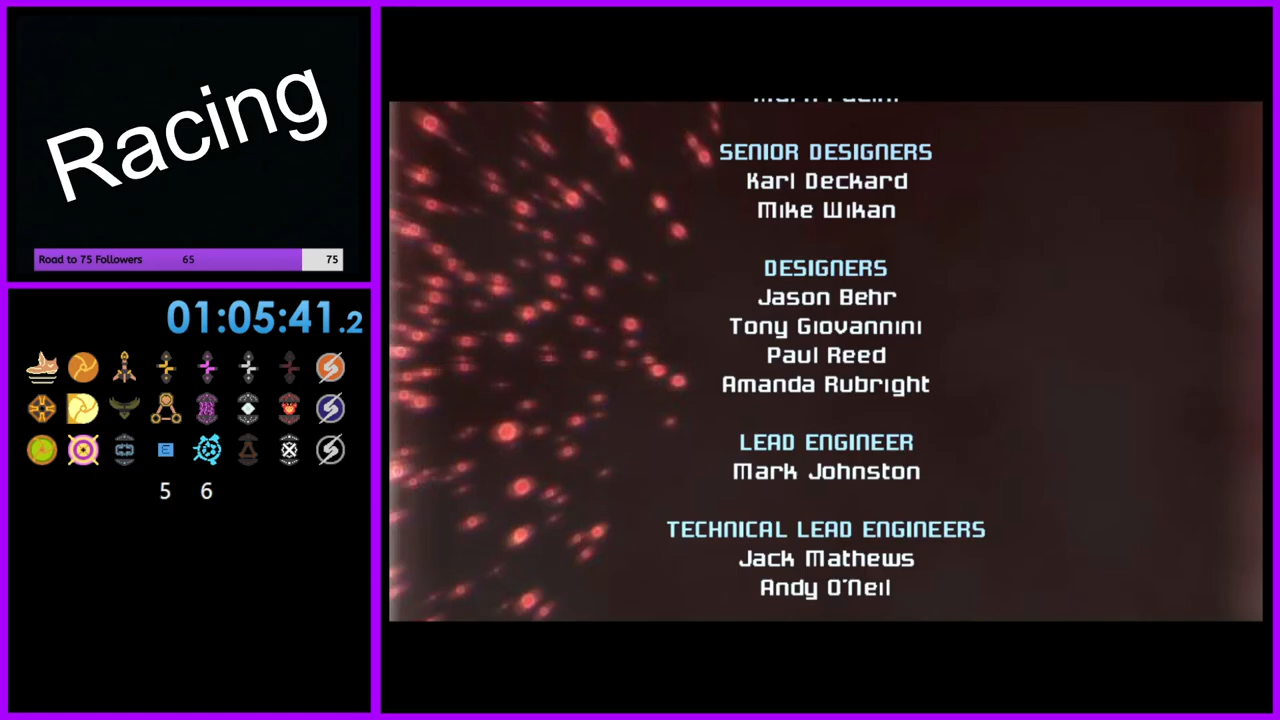 Racing
Road to 75 Followers 65 75
01:05:41.2
5 6
SENIOR DESIGNERS
Karl Deckard
Mike Wikan
DESIGNERS
Jason Behr
Tony Giovannini
Paul Reed
Amanda Rubright
LEAD ENGINEER
Mark Johnston
TECHNICAL LEAD ENGINEERS
Jack Mathews
Andy O'Neil